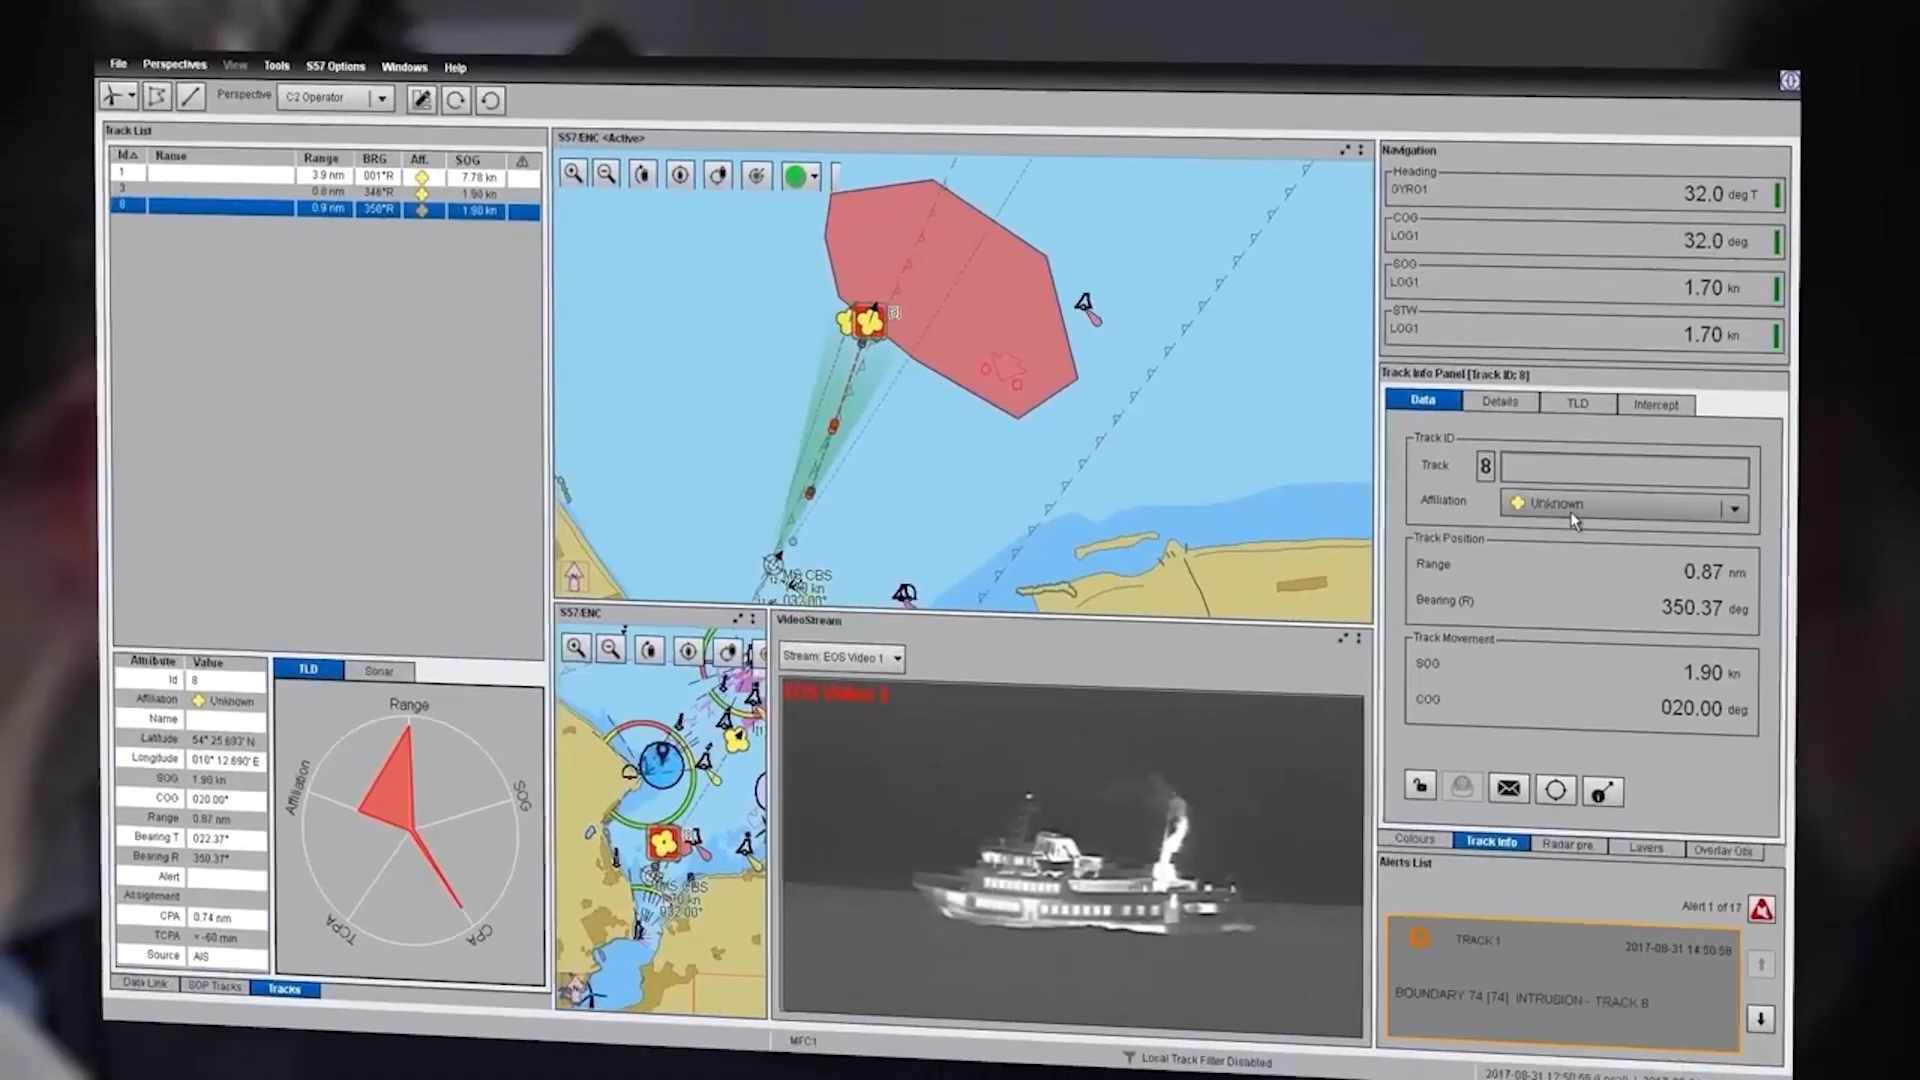 File Perspectives View Tools S57 Options Windows Help
Perspective C2 Operator
Track List
Id Name Range BRG Aff. SOG
1 3.9 nm 001°R 7.78 kn
3 0.8 nm 346°R 1.90 kn
8 0.9 nm 350°R 1.90 kn
Attribute Value
Id 8
Affiliation Unknown
Name
Latitude 54° 25.693' N
Longitude 010° 12.690' E
SOG 1.90 kn
COG 020.00°
Range 0.87 nm
Bearing T 022.37°
Bearing R 350.37°
Alert
Assignment
CPA 0.74 nm
TCPA < -60 min
Source AIS
Data Link SOP Tracks Tracks
TLD Sonar
Range
SOG
CPA
TCPA
Affiliation
S57/ENC <Active>
[8]
MS CBS
032.00°
S57/ENC
MS CBS
1.70 kn
032.00°
VideoStream
Stream: EOS Video 1
EOS Video 1
MFC1
Local Track Filter Disabled
Navigation
Heading
GYRO1 32.0 deg T
COG
LOG1 32.0 deg
SOG
LOG1 1.70 kn
STW
LOG1 1.70 kn
Track Info Panel [Track ID: 8]
Data Details TLD Intercept
Track ID
Track 8
Affiliation Unknown
Track Position
Range 0.87 nm
Bearing (R) 350.37 deg
Track Movement
SOG 1.90 kn
COG 020.00 deg
Colours Track Info Radar pre Layers Overlay Obj
Alerts List
Alert 1 of 17
TRACK 1 2017-08-31 14:50:56
BOUNDARY 74 [74] INTRUSION - TRACK 8